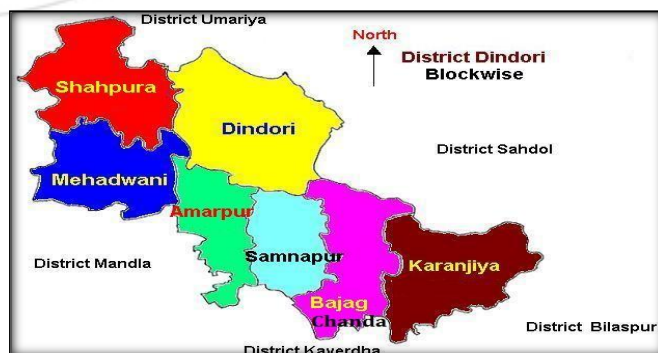 District Umariya
North
District Dindori
Blockwise
Shahpura
Dindori
District Sahdol
Mehadwani
Amarpur
Samnapur
District Mandla
Karanjiya
Bajag
Chanda
District Bilaspur
District Kaverdha